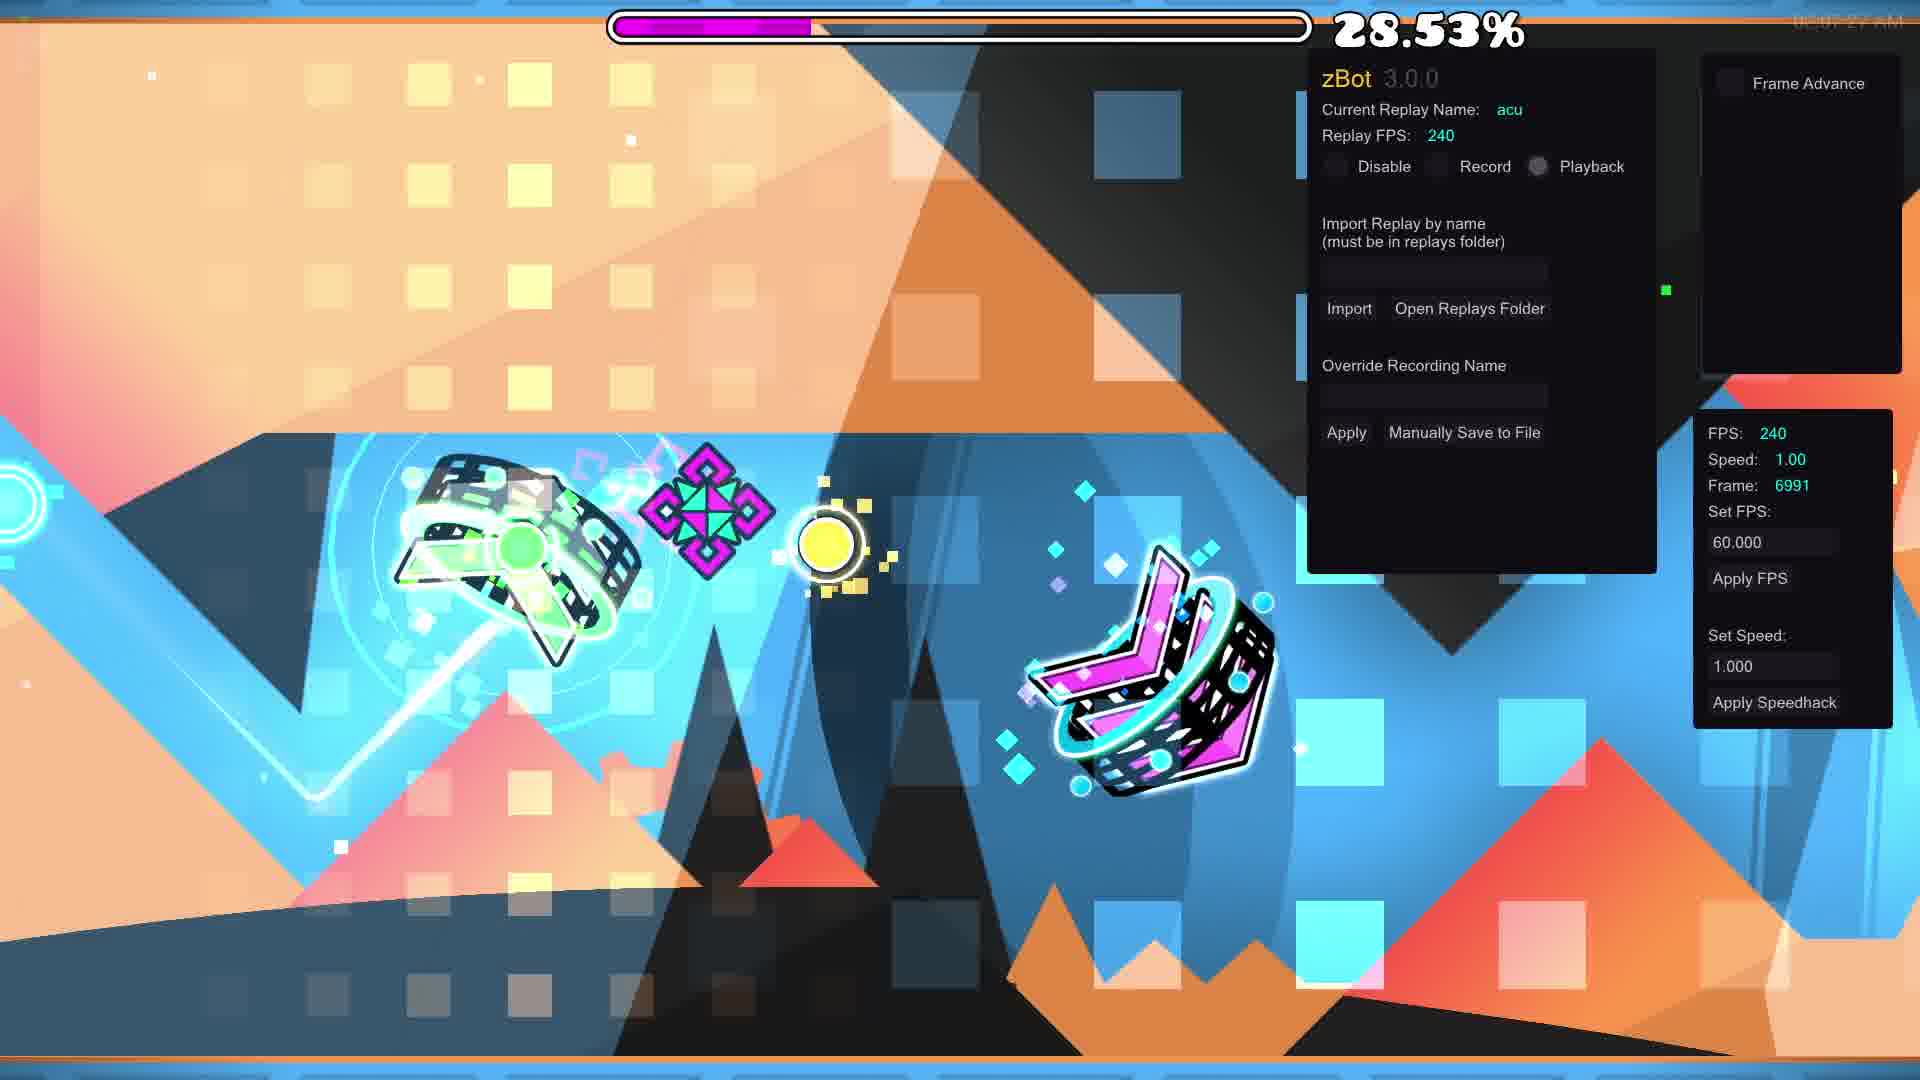 28.53%
zBot 3.0.0
Current Replay Name: acu
Replay FPS: 240
Disable Record Playback
Import Replay by name
(must be in replays folder)
Import Open Replays Folder
Override Recording Name
Apply Manually Save to File
Frame Advance
FPS: 240
Speed: 1.00
Frame: 6991
Set FPS:
60.000
Apply FPS
Set Speed:
1.000
Apply Speedhack